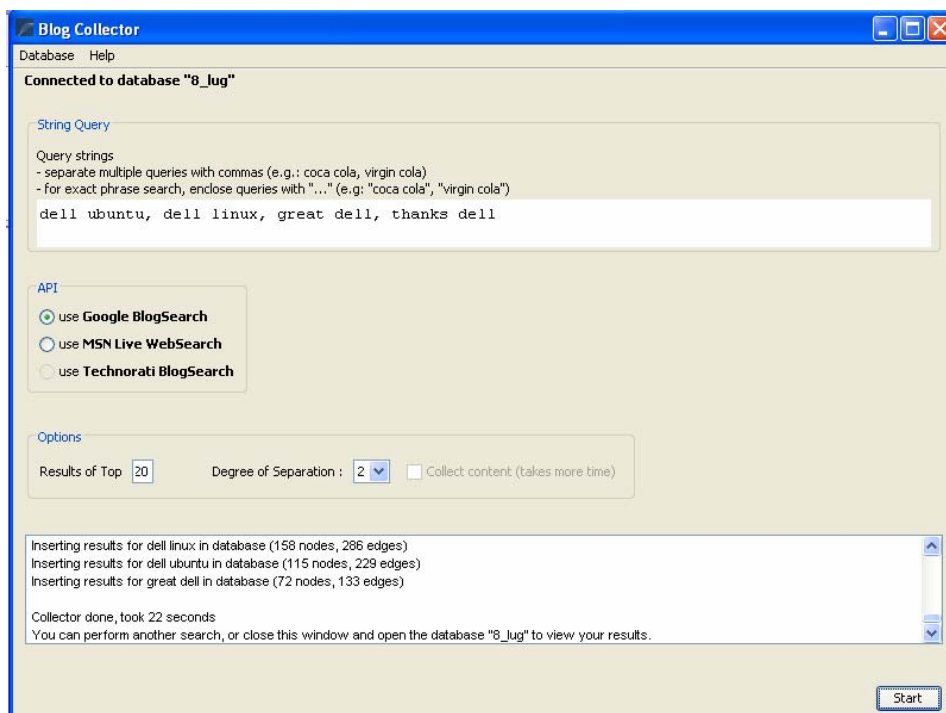 Blog Collector
Database Help
Connected to database "8_lug"
String Query
Query strings
- separate multiple queries with commas (e.g.: coca cola, virgin cola)
- for exact phrase search, enclose queries with "..." (e.g: "coca cola", "virgin cola")
dell ubuntu, dell linux, great dell, thanks dell
API
use Google BlogSearch
use MSN Live WebSearch
use Technorati BlogSearch
Options
Results of Top 20 Degree of Separation : 2 Collect content (takes more time)
Inserting results for dell linux in database (158 nodes, 286 edges)
Inserting results for dell ubuntu in database (115 nodes, 229 edges)
Inserting results for great dell in database (72 nodes, 133 edges)
Collector done, took 22 seconds
You can perform another search, or close this window and open the database "8_lug" to view your results.
Start